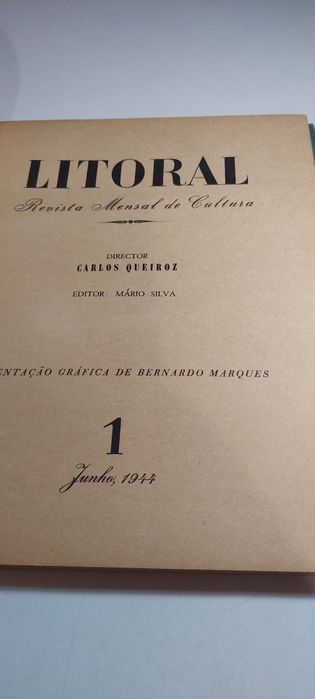 LITORAL
Revista Mensal de Cultura
DIRECTOR
CARLOS QUEIROZ
EDITOR: MÁRIO SILVA
ENTAÇÃO GRÁFICA DE BERNARDO MARQUES
1
Junho, 1944